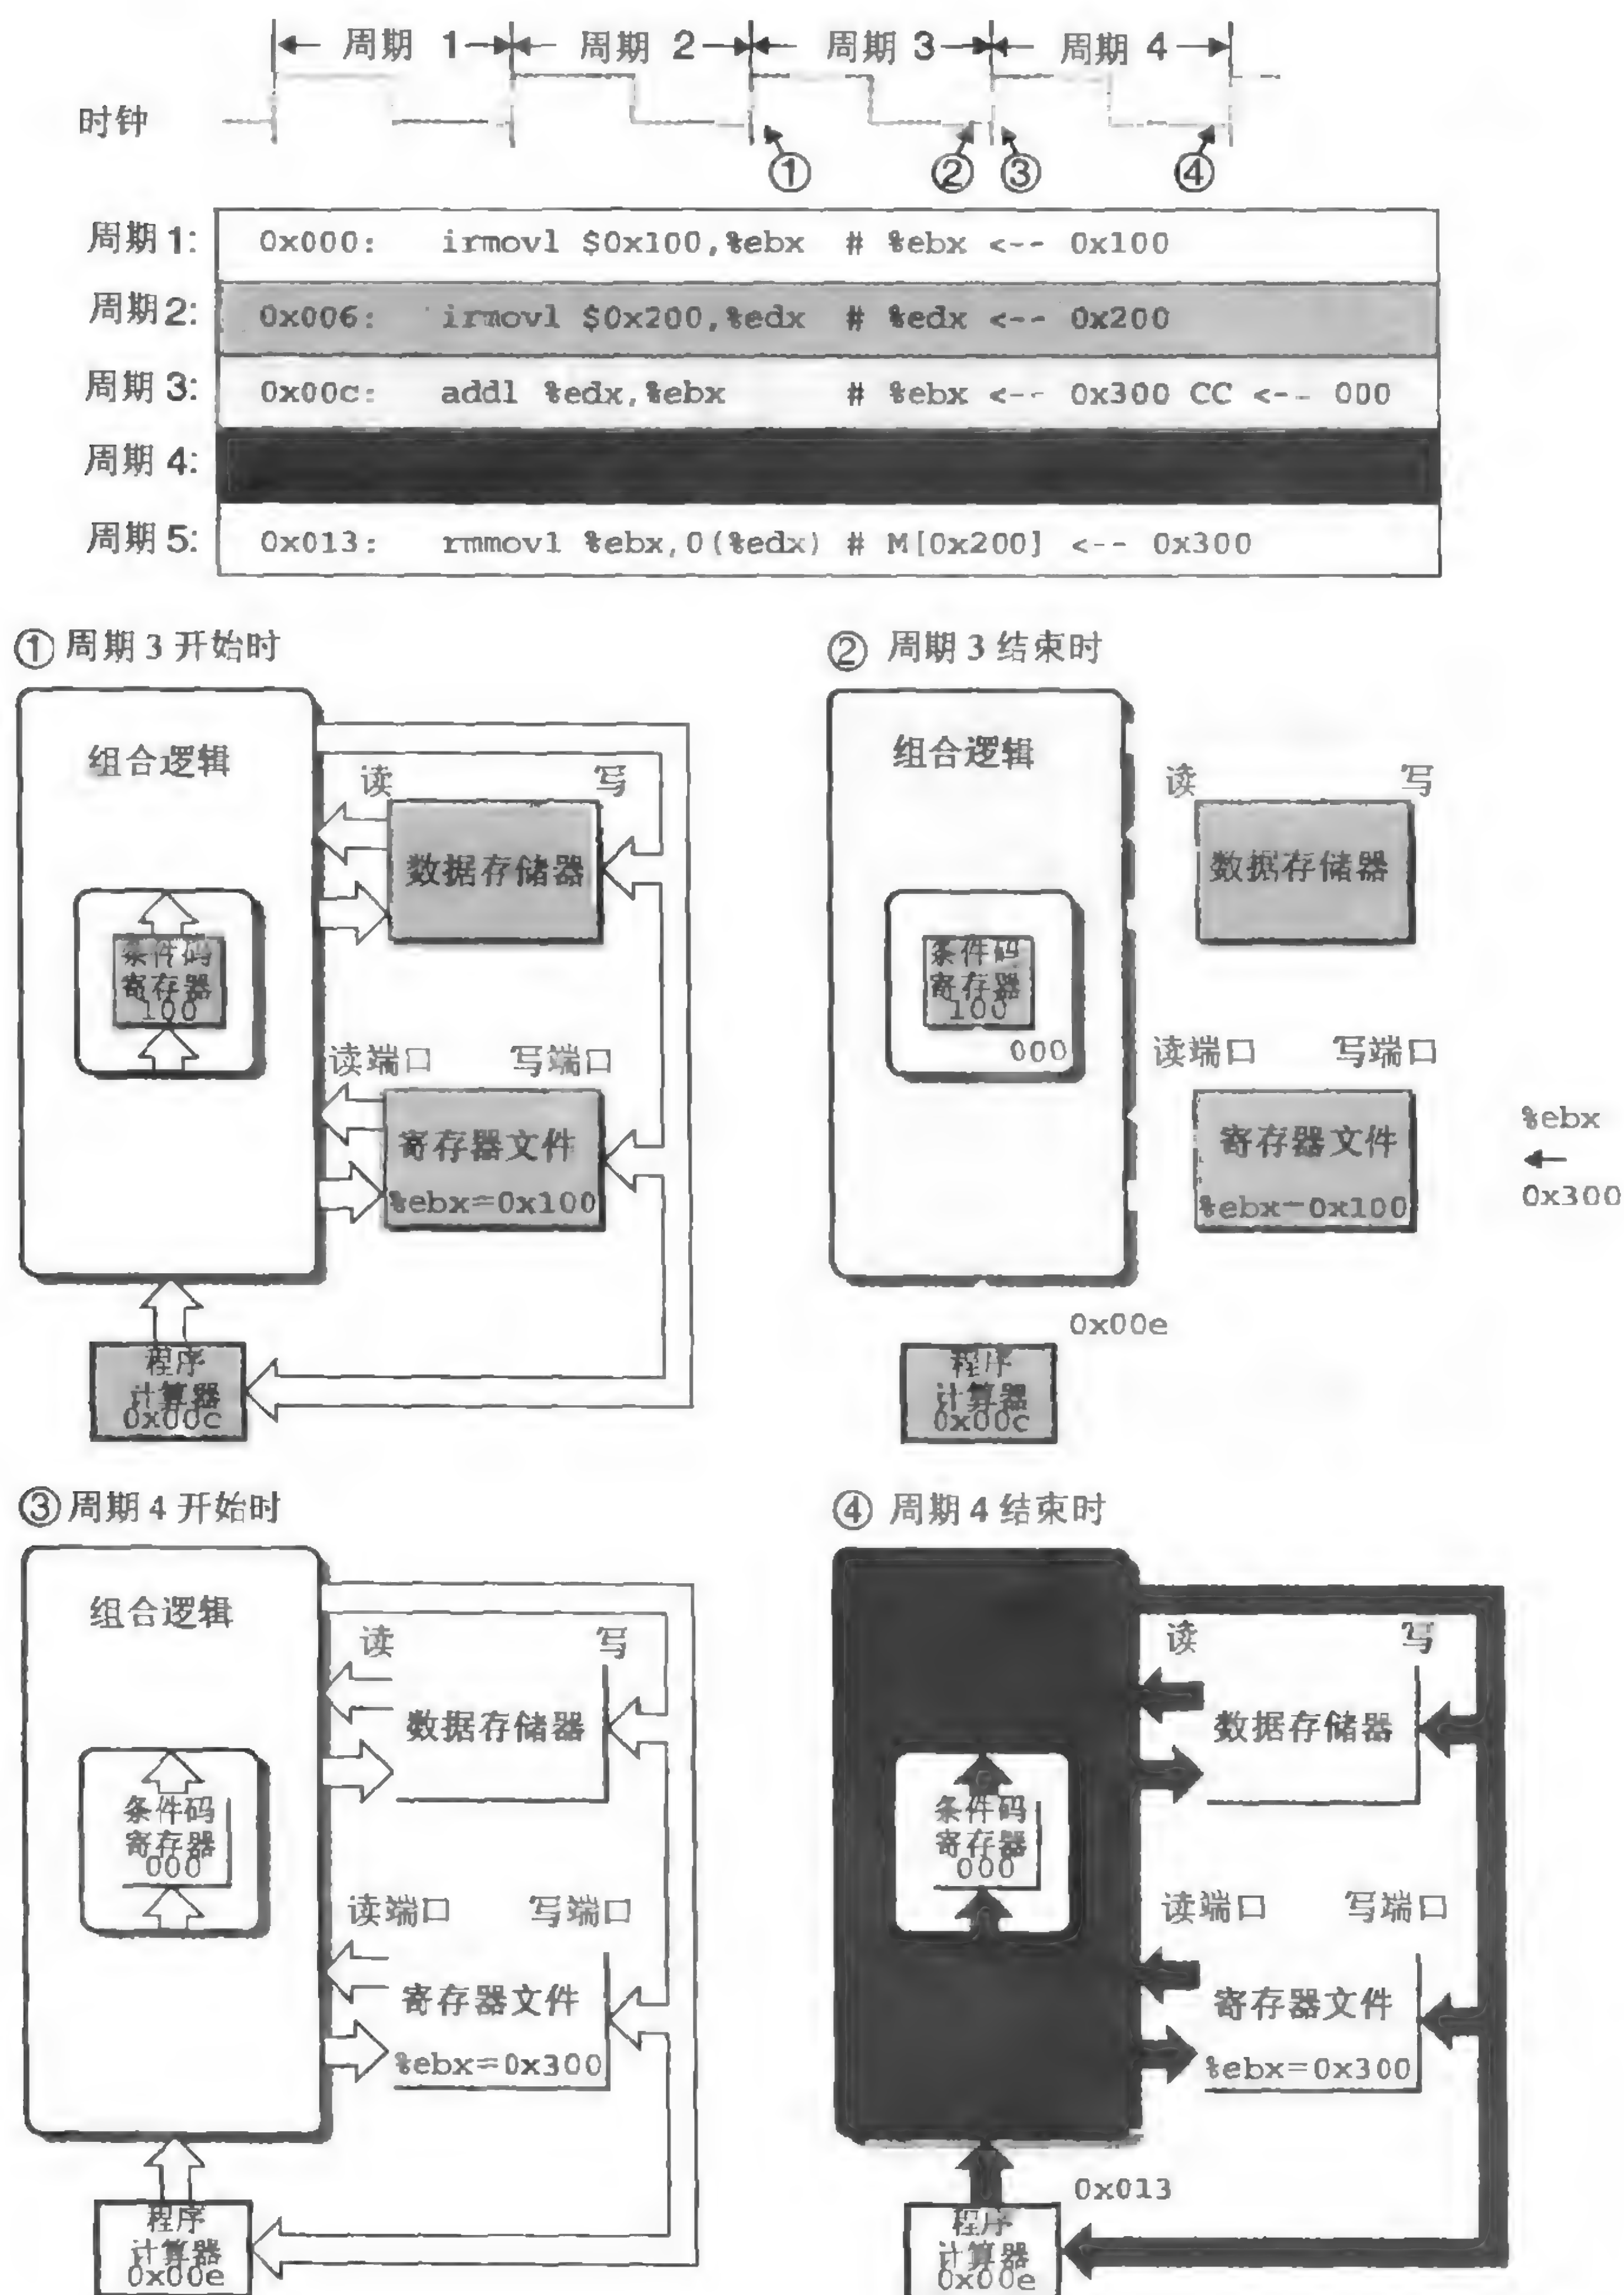 周期 1 周期 2 周期 3 周期 4
时钟
① ② ③ ④
周期1: 0x000: irmovl $0x100,%ebx # %ebx <-- 0x100
周期2: 0x006: irmovl $0x200,%edx # %edx <-- 0x200
周期3: 0x00c: addl %edx,%ebx # %ebx <-- 0x300 CC <-- 000
周期4:
周期5: 0x013: rmmovl %ebx,0(%edx) # M[0x200] <-- 0x300
① 周期 3 开始时
组合逻辑
读 写
数据存储器
条件码
寄存器
100
读端口 写端口
寄存器文件
%ebx=0x100
程序
计算器
0x00c
② 周期 3 结束时
组合逻辑
读 写
数据存储器
条件码
寄存器
100
000
读端口 写端口
寄存器文件
%ebx=0x100
%ebx
←
0x300
0x00e
程序
计算器
0x00c
③ 周期 4 开始时
组合逻辑
读 写
数据存储器
条件码
寄存器
000
读端口 写端口
寄存器文件
%ebx=0x300
程序
计算器
0x00e
④ 周期 4 结束时
读 写
数据存储器
条件码
寄存器
000
读端口 写端口
寄存器文件
%ebx=0x300
0x013
程序
计算器
0x00e